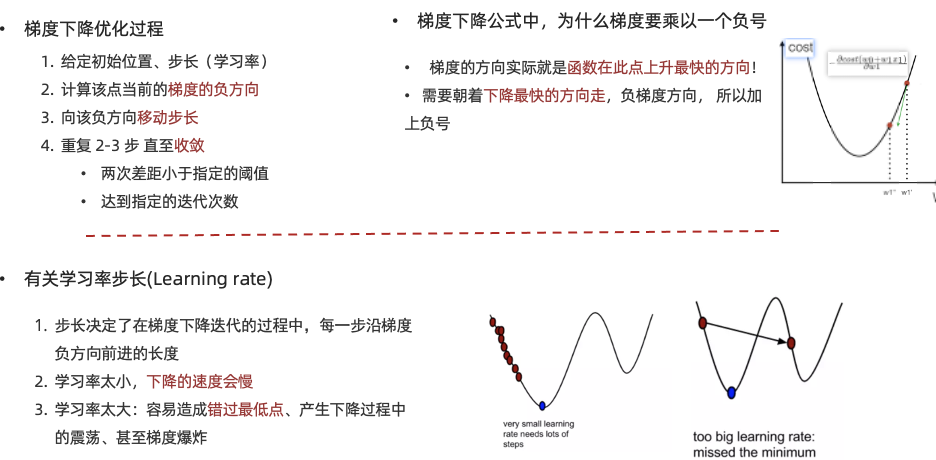 梯度下降优化过程
1. 给定初始位置、步长（学习率）
2. 计算该点当前的梯度的负方向
3. 向该负方向移动步长
4. 重复 2-3 步 直至收敛
• 两次差距小于指定的阈值
• 达到指定的迭代次数
• 梯度下降公式中，为什么梯度要乘以一个负号
• 梯度的方向实际就是函数在此点上升最快的方向！
• 需要朝着下降最快的方向走，负梯度方向， 所以加
上负号
cost
w1'' w1'
• 有关学习率步长(Learning rate)
1. 步长决定了在梯度下降迭代的过程中，每一步沿梯度
负方向前进的长度
2. 学习率太小，下降的速度会慢
3. 学习率太大：容易造成错过最低点、产生下降过程中
的震荡、甚至梯度爆炸
very small learning
rate needs lots of
steps
too big learning rate:
missed the minimum